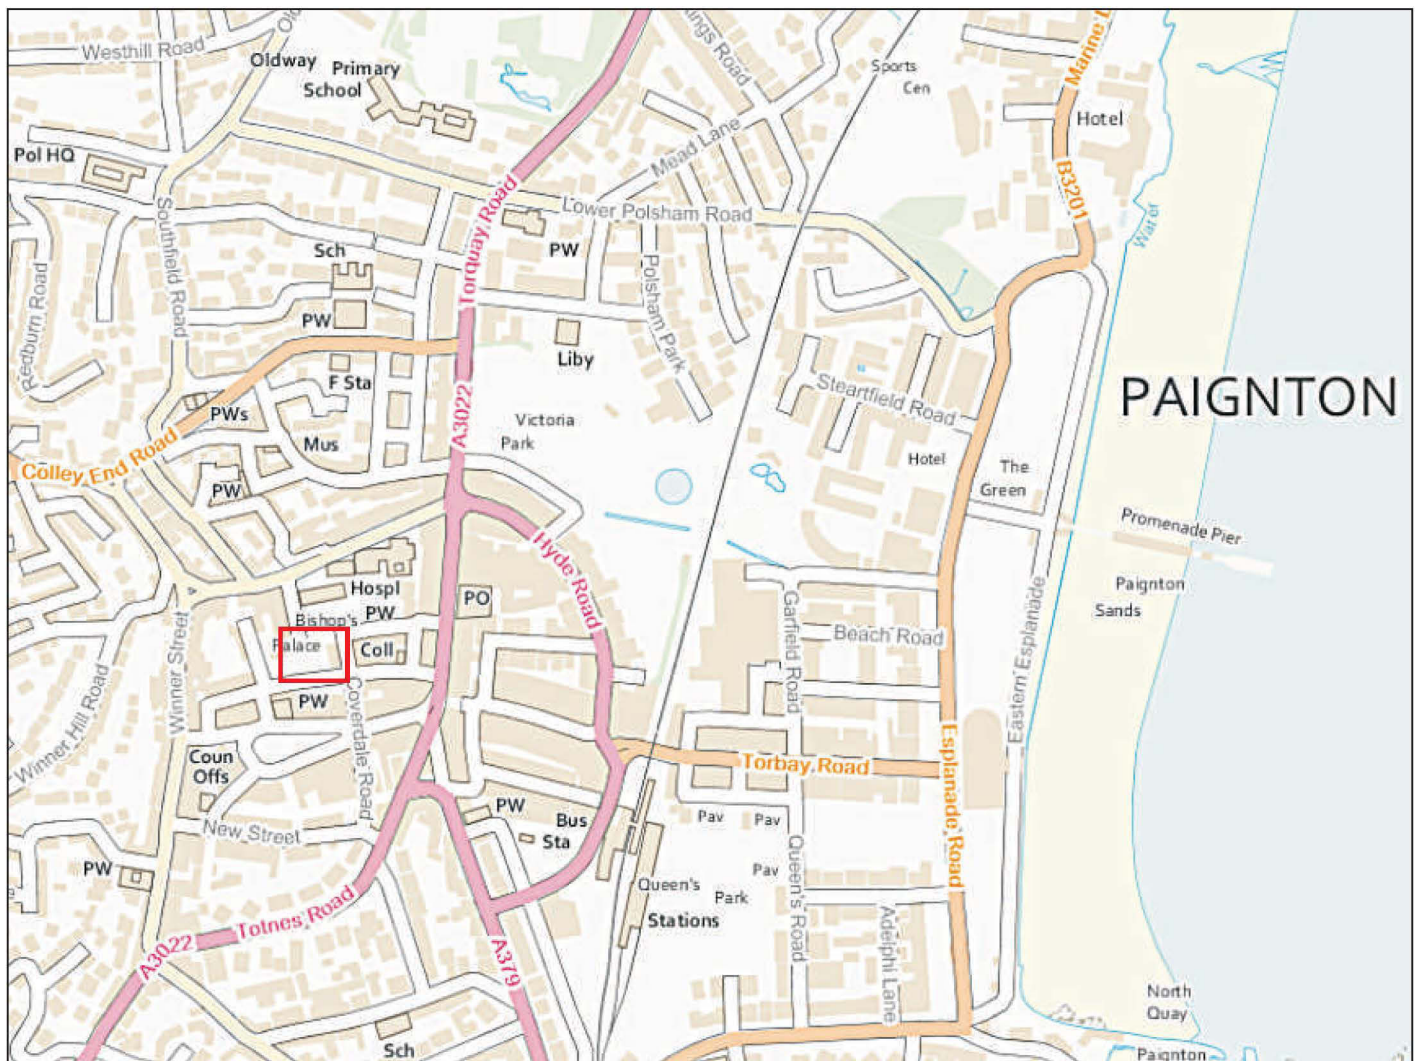 Westhill Road
Old
Oldway
Primary
School
Kings Road
Sports
Cen
Marine
Hotel
Pol HQ
Mead Lane
B3201
Southfield Road
Torquay Road
Lower Polsham Road
Water
Sch
PW
Redburn Road
Polsham Park
PW
Liby
F Sta
Steartfield Road
PAIGNTON
PWs
A3022
Victoria
Park
Mus
Colley End Road
Hotel
The
Green
PW
Promenade Pier
Hyde Road
Hospl
PO
Paignton
Sands
Bishop's
Palace
PW
Coll
Garfield Road
Beach Road
Eastern Esplanade
Winner Street
Winner Hill Road
PW
Coverdale Road
Coun
Offs
Torbay Road
Esplanade Road
New Street
PW
Bus
Sta
Pav
Pav
PW
Pav
Queen's
Park
Stations
Queen's Road
Totnes Road
A3022
A379
Adelphi Lane
North
Quay
Sch
Paignton